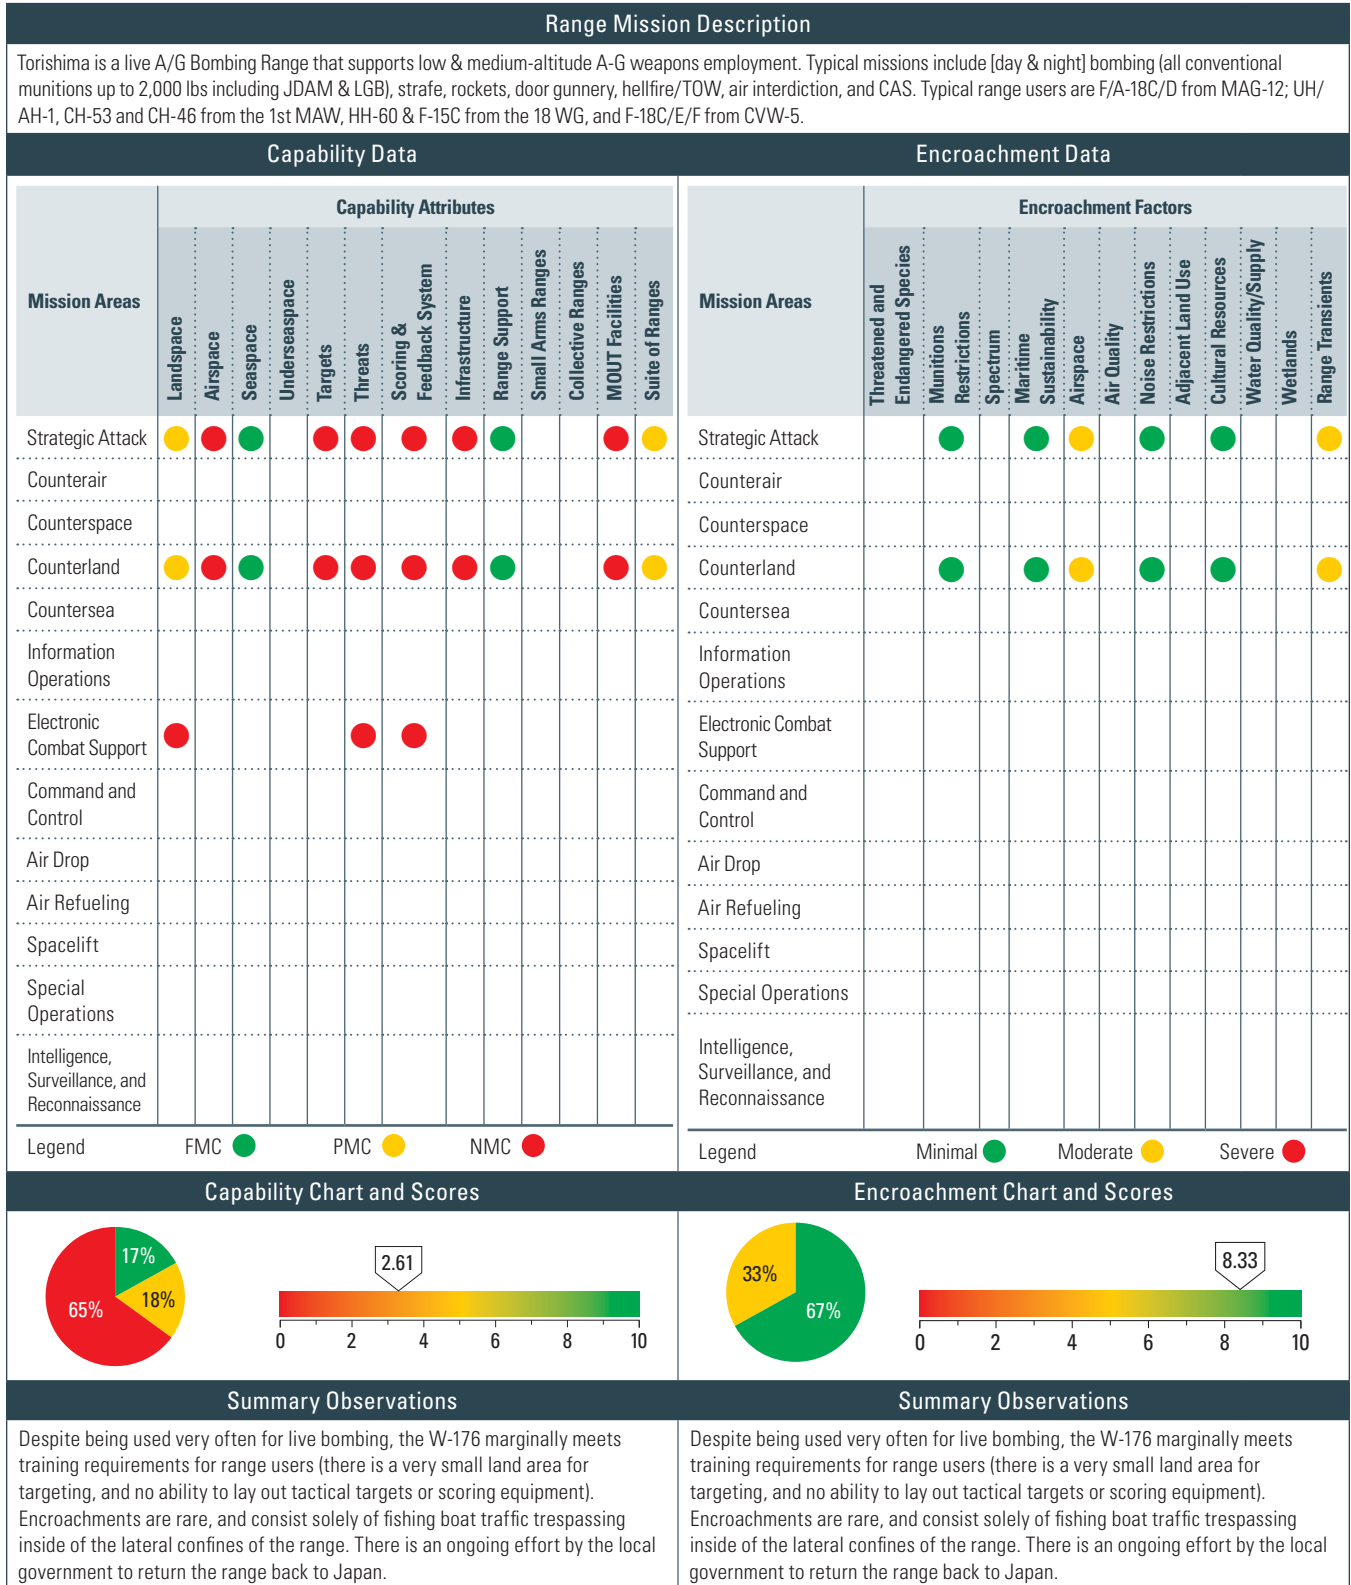 Range Mission Description
Torishima is a live A/G Bombing Range that supports low & medium-altitude A-G weapons employment. Typical missions include [day & night] bombing (all conventional
munitions up to 2,000 lbs including JDAM & LGB), strafe, rockets, door gunnery, hellfire/TOW, air interdiction, and CAS. Typical range users are F/A-18C/D from MAG-12; UH/
AH-1, CH-53 and CH-46 from the 1st MAW, HH-60 & F-15C from the 18 WG, and F-18C/E/F from CVW-5.
Capability Data
Mission Areas
Capability Attributes
Landspace
Airspace
Seaspace
Underseaspace
Targets
Threats
Scoring &
Feedback System
Infrastructure
Range Support
Small Arms Ranges
Collective Ranges
MOUT Facilities
Suite of Ranges
Strategic Attack
Counterair
Counterspace
Counterland
Countersea
Information
Operations
Electronic
Combat Support
Command and
Control
Air Drop
Air Refueling
Spacelift
Special
Operations
Intelligence,
Surveillance, and
Reconnaissance
Legend
FMC
PMC
NMC
Encroachment Data
Mission Areas
Encroachment Factors
Threatened and
Endangered Species
Munitions
Restrictions
Spectrum
Maritime
Sustainability
Airspace
Air Quality
Noise Restrictions
Adjacent Land Use
Cultural Resources
Water Quality/Supply
Wetlands
Range Transients
Strategic Attack
Counterair
Counterspace
Counterland
Countersea
Information
Operations
Electronic Combat
Support
Command and
Control
Air Drop
Air Refueling
Spacelift
Special Operations
Intelligence,
Surveillance, and
Reconnaissance
Legend
Minimal
Moderate
Severe
Capability Chart and Scores
17%
18%
65%
2.61
0 2 4 6 8 10
Encroachment Chart and Scores
33%
67%
8.33
0 2 4 6 8 10
Summary Observations
Despite being used very often for live bombing, the W-176 marginally meets
training requirements for range users (there is a very small land area for
targeting, and no ability to lay out tactical targets or scoring equipment).
Encroachments are rare, and consist solely of fishing boat traffic trespassing
inside of the lateral confines of the range. There is an ongoing effort by the local
government to return the range back to Japan.
Summary Observations
Despite being used very often for live bombing, the W-176 marginally meets
training requirements for range users (there is a very small land area for
targeting, and no ability to lay out tactical targets or scoring equipment).
Encroachments are rare, and consist solely of fishing boat traffic trespassing
inside of the lateral confines of the range. There is an ongoing effort by the local
government to return the range back to Japan.